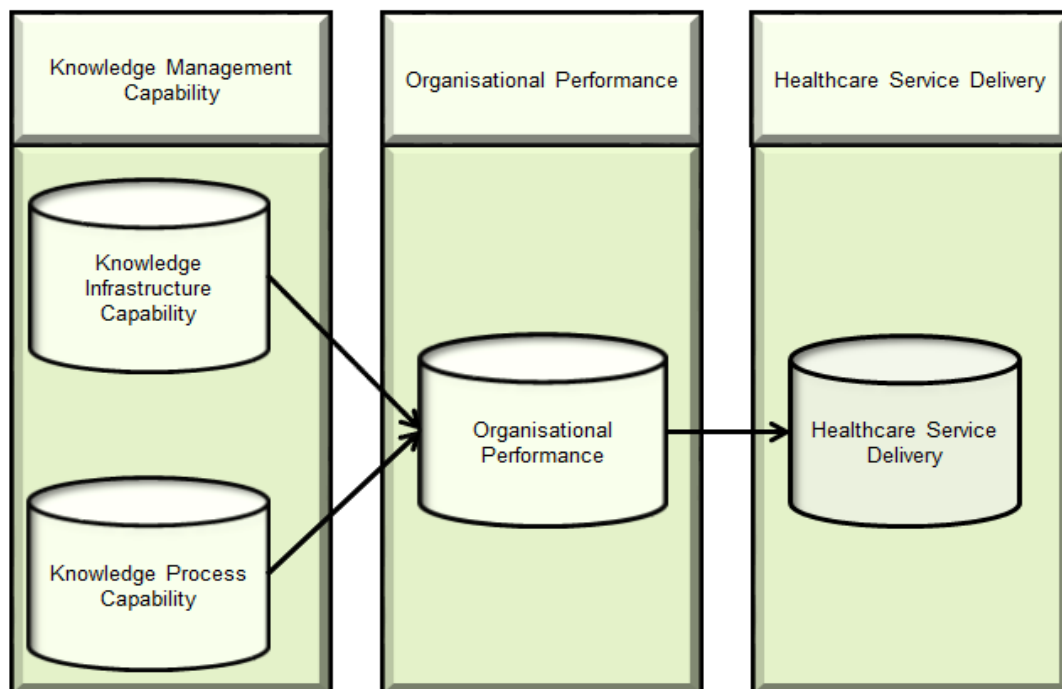 Knowledge Management
Capability
Organisational Performance
Healthcare Service Delivery
Knowledge
Infrastructure
Capability
Knowledge Process
Capability
Organisational
Performance
Healthcare Service
Delivery